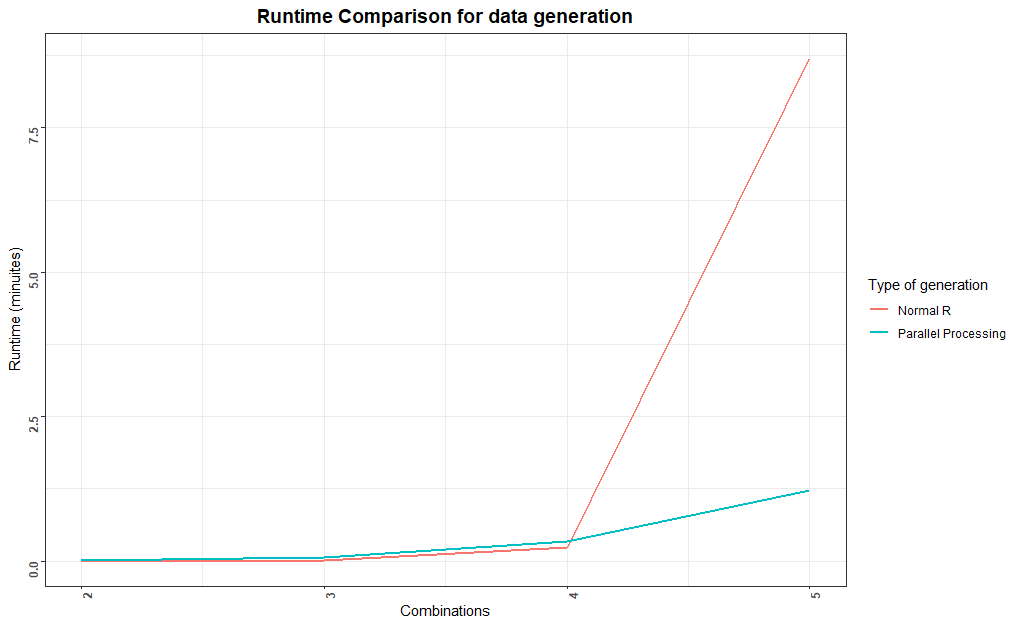 Runtime Comparison for data generation
Runtime (minuites)
7.5
5.0
2.5
0.0
2
3
4
5
Combinations
Type of generation
Normal R
Parallel Processing